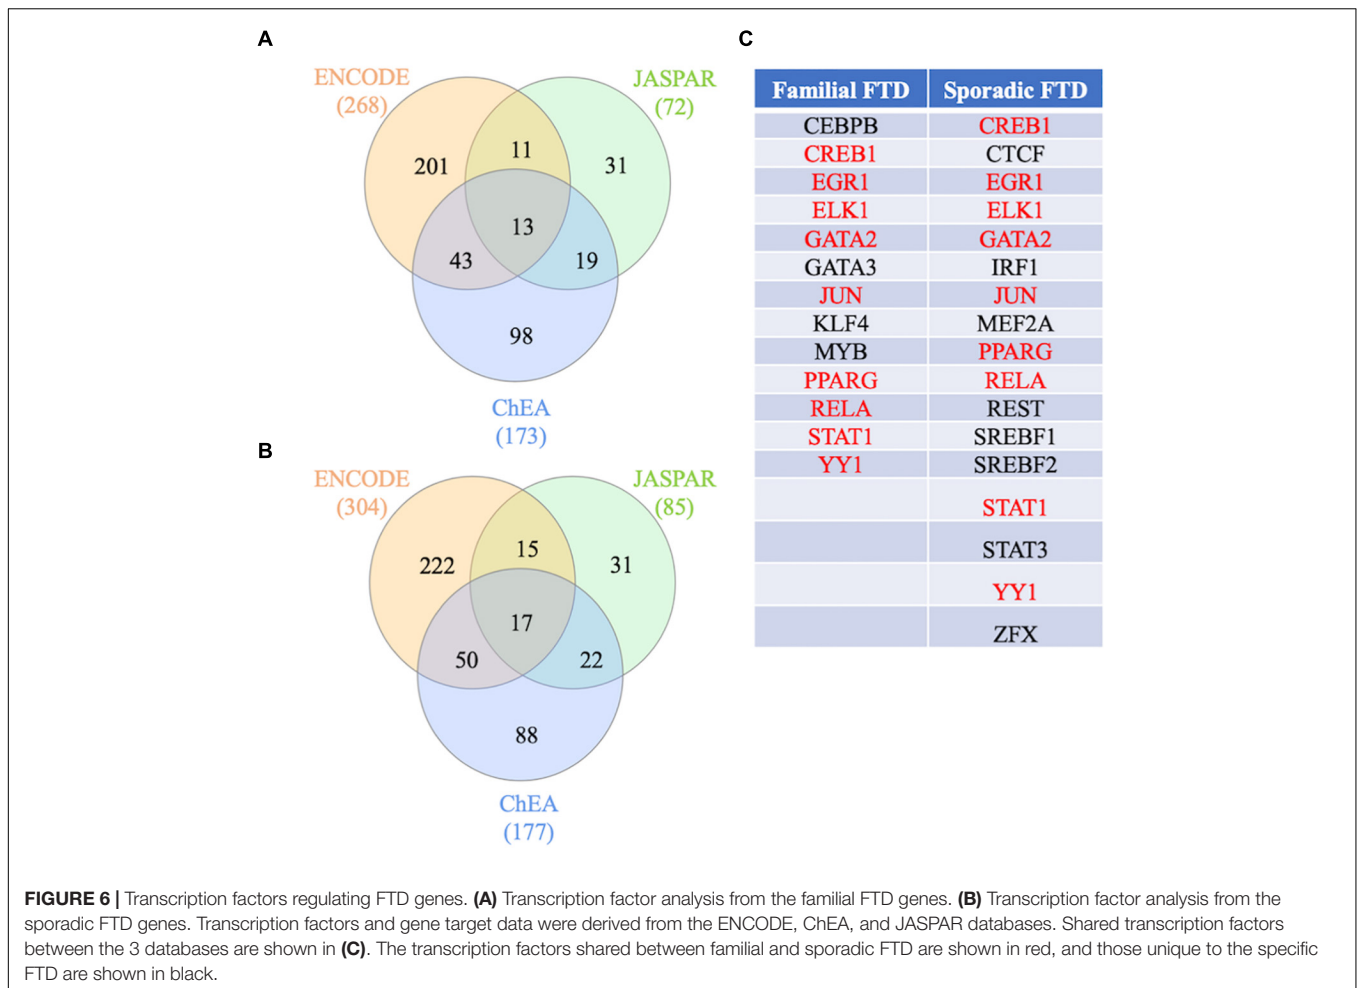 A
ENCODE
(268)
JASPAR
(72)
11
201
31
13
43
19
98
ChEA
(173)
B
ENCODE
(304)
JASPAR
(85)
15
222
31
17
50
22
88
ChEA
(177)
C
Familial FTD Sporadic FTD
CEBPB CREB1
CREB1 CTCF
EGR1 EGR1
ELK1 ELK1
GATA2 GATA2
GATA3 IRF1
JUN JUN
KLF4 MEF2A
MYB PPARG
PPARG RELA
RELA REST
STAT1 SREBF1
YY1 SREBF2
STAT1
STAT3
YY1
ZFX
FIGURE 6 | Transcription factors regulating FTD genes. (A) Transcription factor analysis from the familial FTD genes. (B) Transcription factor analysis from the
sporadic FTD genes. Transcription factors and gene target data were derived from the ENCODE, ChEA, and JASPAR databases. Shared transcription factors
between the 3 databases are shown in (C). The transcription factors shared between familial and sporadic FTD are shown in red, and those unique to the specific
FTD are shown in black.